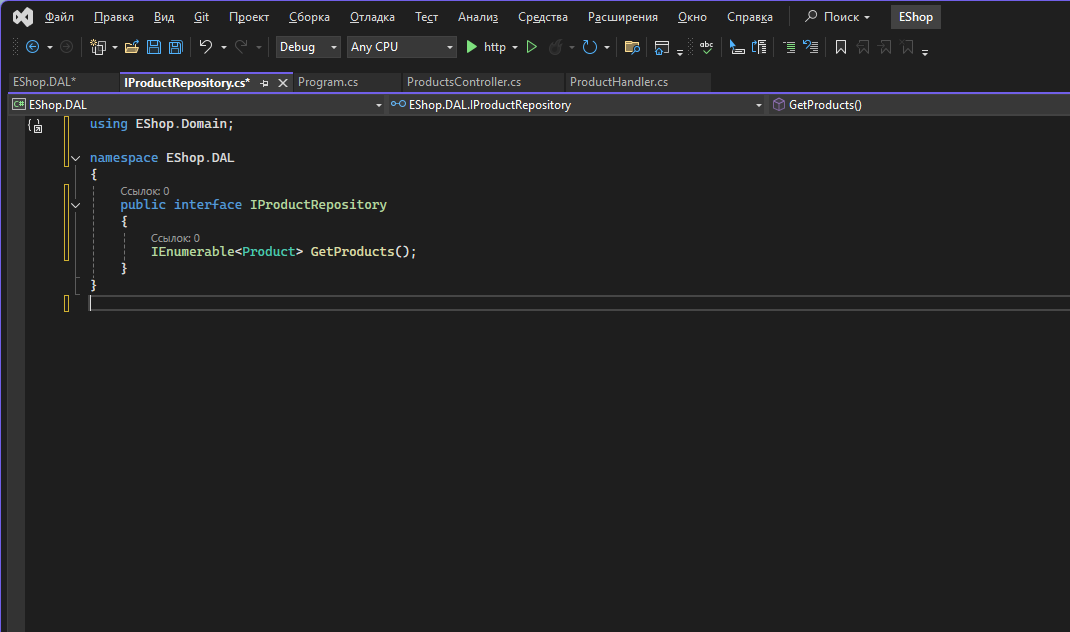 Файл Правка Вид Git Проект Сборка Отладка Тест Анализ Средства Расширения Окно Справка Поиск EShop
Debug Any CPU http abc
EShop.DAL* IProductRepository.cs* Program.cs ProductsController.cs ProductHandler.cs
C# EShop.DAL EShop.DAL.IProductRepository GetProducts()
using EShop.Domain;
namespace EShop.DAL
{
Ссылок: 0
public interface IProductRepository
{
Ссылок: 0
IEnumerable<Product> GetProducts();
}
}